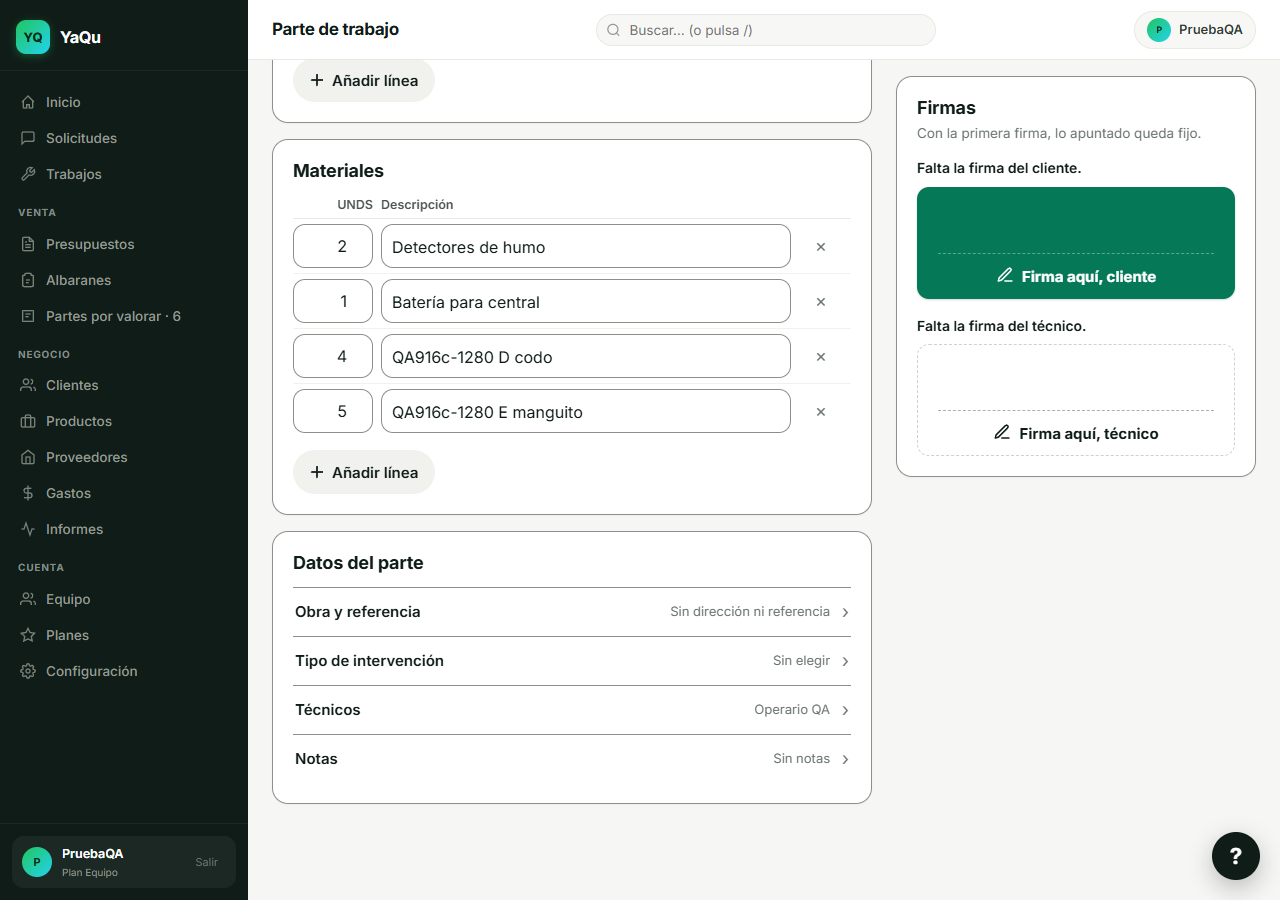 YQ YaQu
Inicio
Solicitudes
Trabajos
VENTA
Presupuestos
Albaranes
Partes por valorar · 6
NEGOCIO
Clientes
Productos
Proveedores
Gastos
Informes
CUENTA
Equipo
Planes
Configuración
P PruebaQA
Plan Equipo
Salir
Parte de trabajo
Buscar... (o pulsa /)
P PruebaQA
+ Añadir línea
Materiales
UNDS Descripción
2 Detectores de humo ×
1 Batería para central ×
4 QA916c-1280 D codo ×
5 QA916c-1280 E manguito ×
+ Añadir línea
Datos del parte
Obra y referencia Sin dirección ni referencia ›
Tipo de intervención Sin elegir ›
Técnicos Operario QA ›
Notas Sin notas ›
Firmas
Con la primera firma, lo apuntado queda fijo.
Falta la firma del cliente.
Firma aquí, cliente
Falta la firma del técnico.
Firma aquí, técnico
?